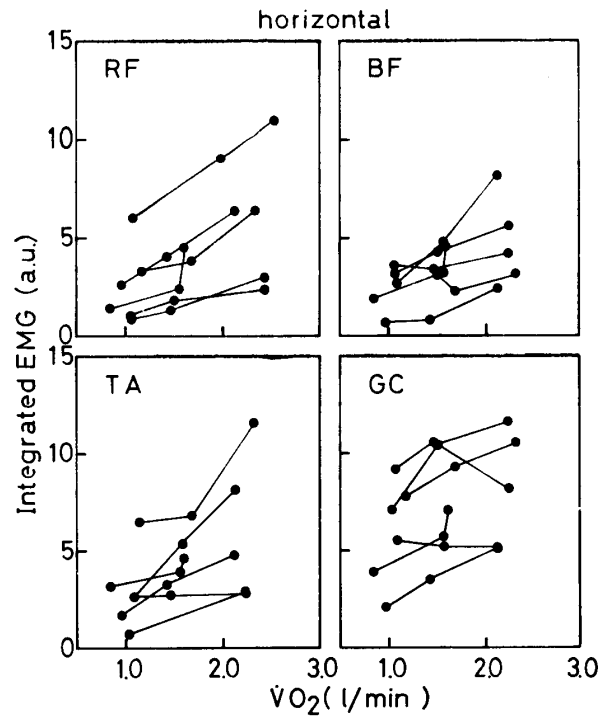 horizontal
15
RF
BF
10
5
0
Integrated EMG (a.u.)
15
TA
GC
10
5
0
1.0 2.0 3.0 1.0 2.0 3.0
V̇O₂(l/min)